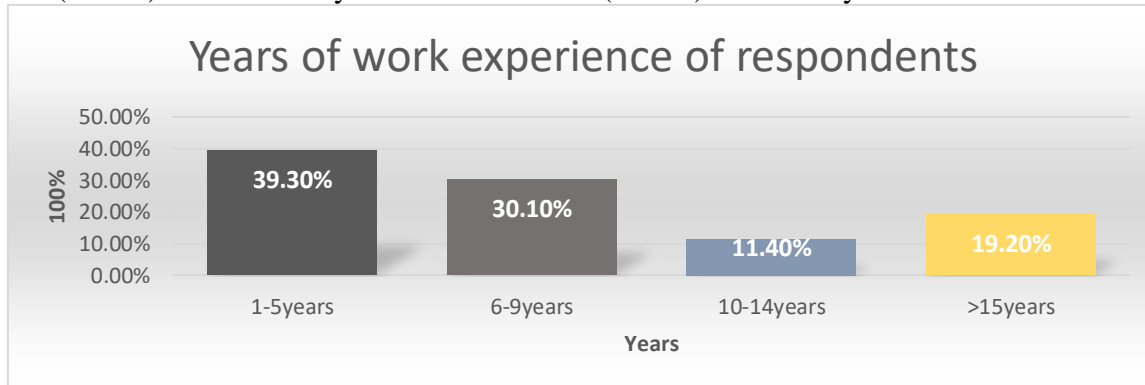 Years of work experience of respondents
50.00%
40.00%
30.00%
20.00%
10.00%
0.00%
100%
39.30%
30.10%
11.40%
19.20%
1-5years
6-9years
10-14years
>15years
Years